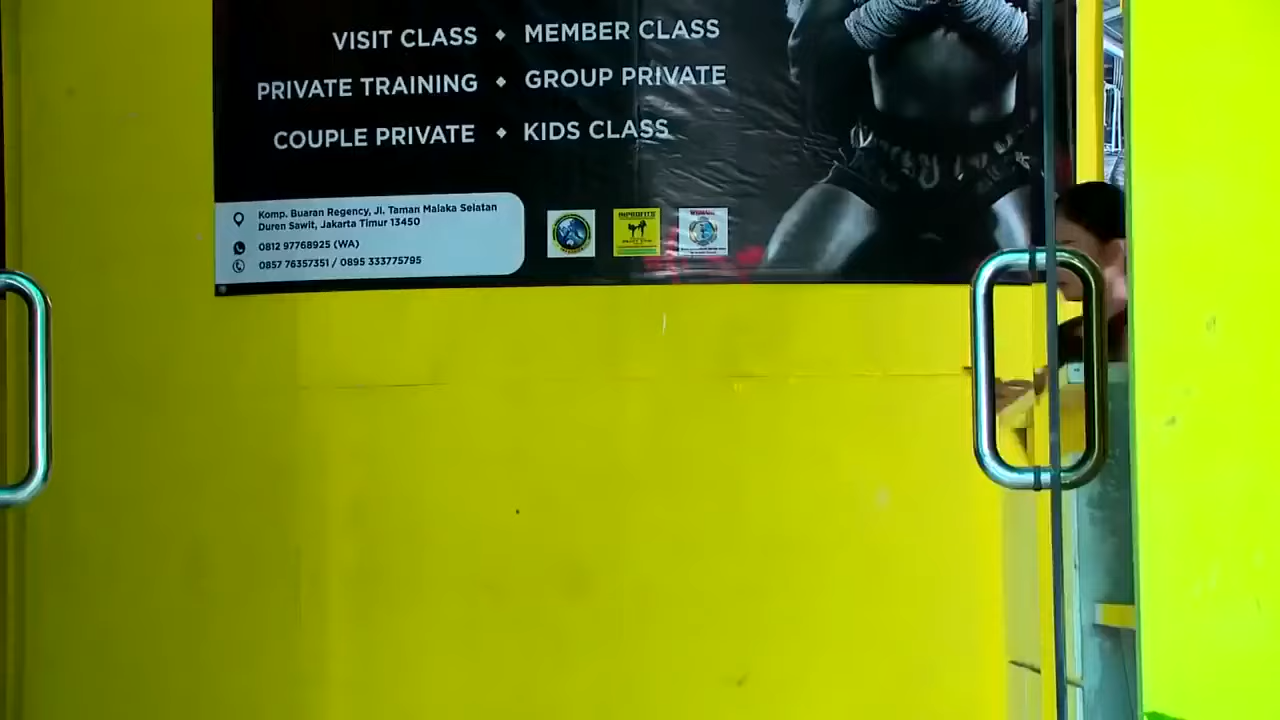 VISIT CLASS ◆ MEMBER CLASS
PRIVATE TRAINING ◆ GROUP PRIVATE
COUPLE PRIVATE ◆ KIDS CLASS
Komp. Buaran Regency, Jl. Taman Malaka Selatan
Duren Sawit, Jakarta Timur 13450
0812 97768925 (WA)
0857 76357351 / 0895 333775795